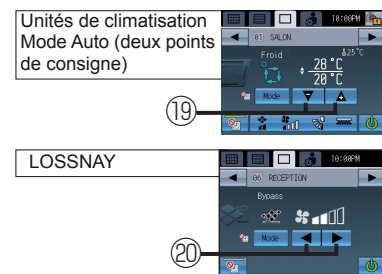 Unités de climatisation
Mode Auto (deux points
de consigne)
10:00PM
01 SALON
Froid
25°C
28°C
20°C
Mode
⑲
LOSSNAY
10:00PM
06 RECEPTION
Bypass
Mode
⑳